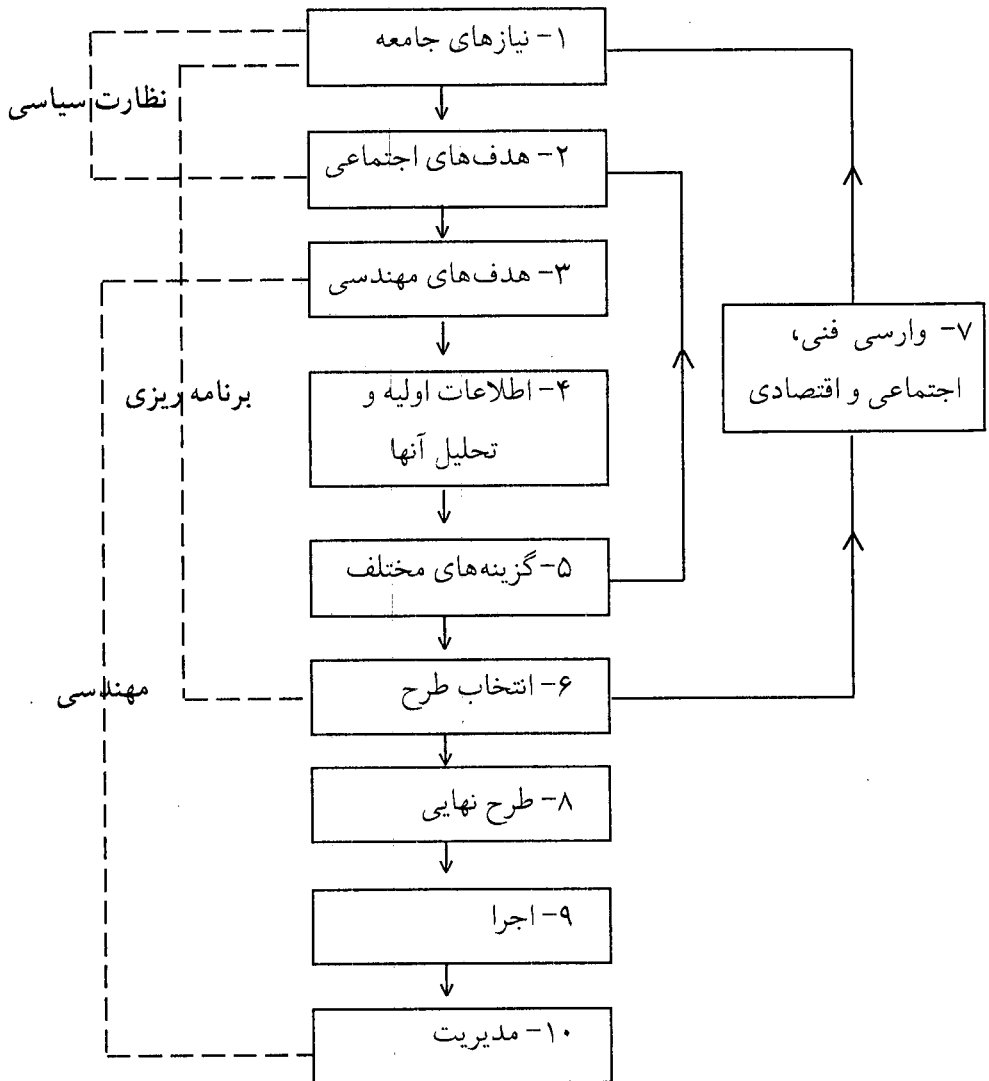 ۱- نیازهای جامعه
نظارت سیاسی
۲- هدف‌های اجتماعی
۳- هدف‌های مهندسی
۷- وارسی فنی،
اجتماعی و اقتصادی
۴- اطلاعات اولیه و
تحلیل آنها
برنامه ریزی
۵- گزینه‌های مختلف
۶- انتخاب طرح
مهندسی
۸- طرح نهایی
۹- اجرا
۱۰- مدیریت